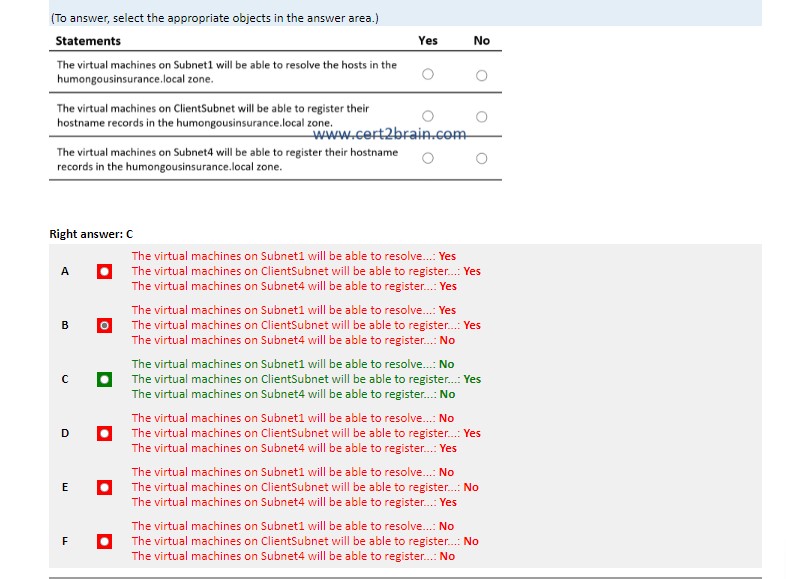 (To answer, select the appropriate objects in the answer area.)
Statements Yes No
The virtual machines on Subnet1 will be able to resolve the hosts in the
humongousinsurance.local zone.
The virtual machines on ClientSubnet will be able to register their
hostname records in the humongousinsurance.local zone.
www.cert2brain.com
The virtual machines on Subnet4 will be able to register their hostname
records in the humongousinsurance.local zone.
Right answer: C
The virtual machines on Subnet1 will be able to resolve...: Yes
A The virtual machines on ClientSubnet will be able to register...: Yes
The virtual machines on Subnet4 will be able to register...: Yes
The virtual machines on Subnet1 will be able to resolve...: Yes
B The virtual machines on ClientSubnet will be able to register...: Yes
The virtual machines on Subnet4 will be able to register...: No
The virtual machines on Subnet1 will be able to resolve...: No
C The virtual machines on ClientSubnet will be able to register...: Yes
The virtual machines on Subnet4 will be able to register...: No
The virtual machines on Subnet1 will be able to resolve...: No
D The virtual machines on ClientSubnet will be able to register...: Yes
The virtual machines on Subnet4 will be able to register...: Yes
The virtual machines on Subnet1 will be able to resolve...: No
E The virtual machines on ClientSubnet will be able to register...: No
The virtual machines on Subnet4 will be able to register...: Yes
The virtual machines on Subnet1 will be able to resolve...: No
F The virtual machines on ClientSubnet will be able to register...: No
The virtual machines on Subnet4 will be able to register...: No